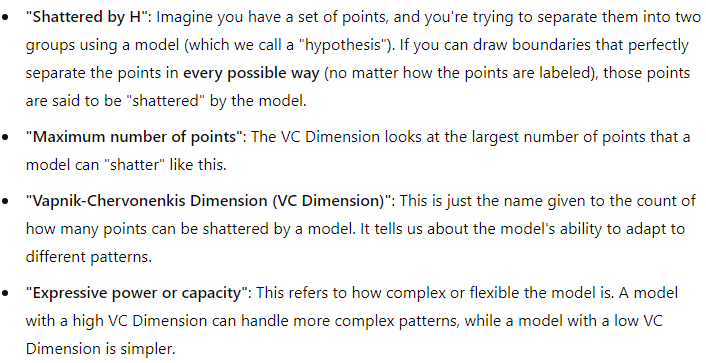 • "Shattered by H": Imagine you have a set of points, and you're trying to separate them into two
groups using a model (which we call a "hypothesis"). If you can draw boundaries that perfectly
separate the points in every possible way (no matter how the points are labeled), those points
are said to be "shattered" by the model.
• "Maximum number of points": The VC Dimension looks at the largest number of points that a
model can "shatter" like this.
• "Vapnik-Chervonenkis Dimension (VC Dimension)": This is just the name given to the count of
how many points can be shattered by a model. It tells us about the model's ability to adapt to
different patterns.
• "Expressive power or capacity": This refers to how complex or flexible the model is. A model
with a high VC Dimension can handle more complex patterns, while a model with a low VC
Dimension is simpler.